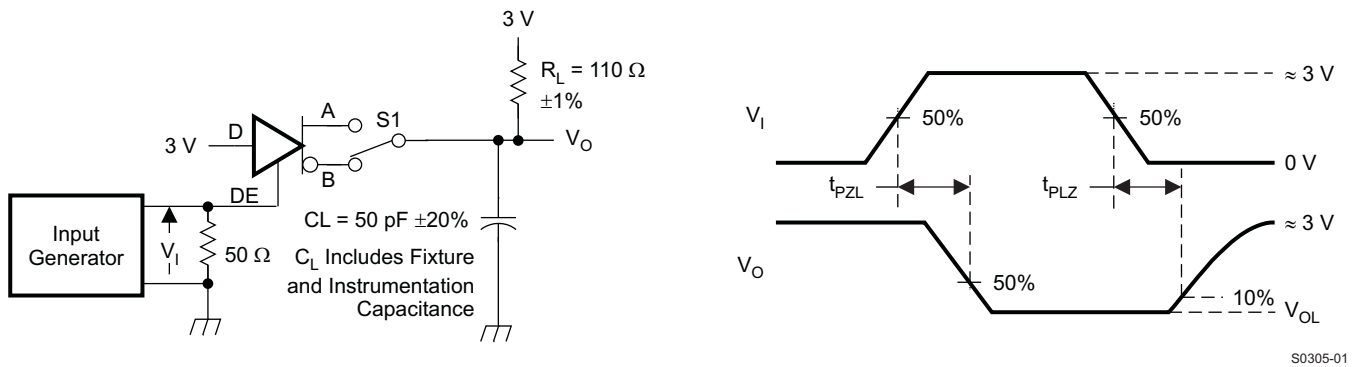 3 V
R_L = 110 Ω
±1%
A
S1
3 V
D
V_O
B
DE
Input
Generator
V_I
50 Ω
CL = 50 pF ±20%
C_L Includes Fixture
and Instrumentation
Capacitance
≈ 3 V
V_I
50%
50%
0 V
t_PZL
t_PLZ
≈ 3 V
V_O
50%
10%
V_OL
S0305-01